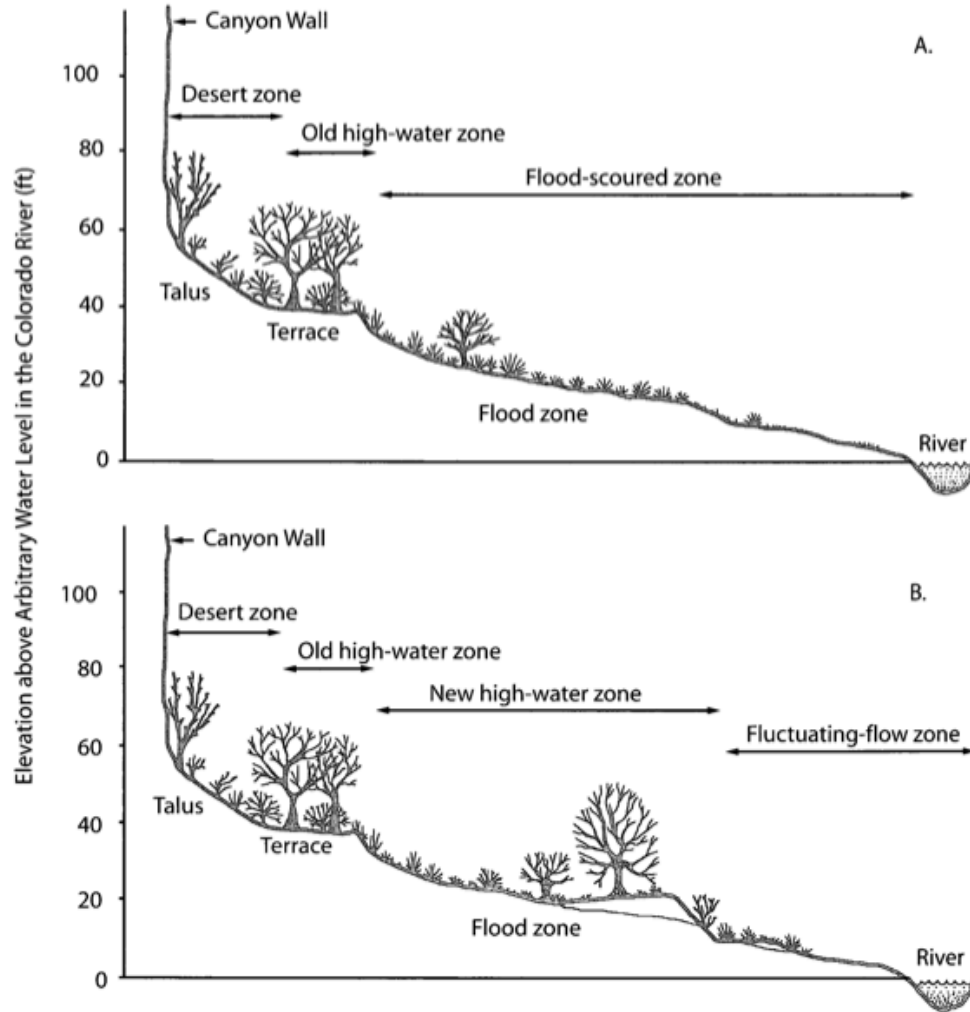 Elevation above Arbitrary Water Level in the Colorado River (ft)
Canyon Wall
A.
100
Desert zone
Old high-water zone
80
Flood-scoured zone
60
Talus
40
Terrace
20
Flood zone
River
0
Canyon Wall
B.
100
Desert zone
Old high-water zone
80
New high-water zone
Fluctuating-flow zone
60
Talus
40
Terrace
20
Flood zone
River
0